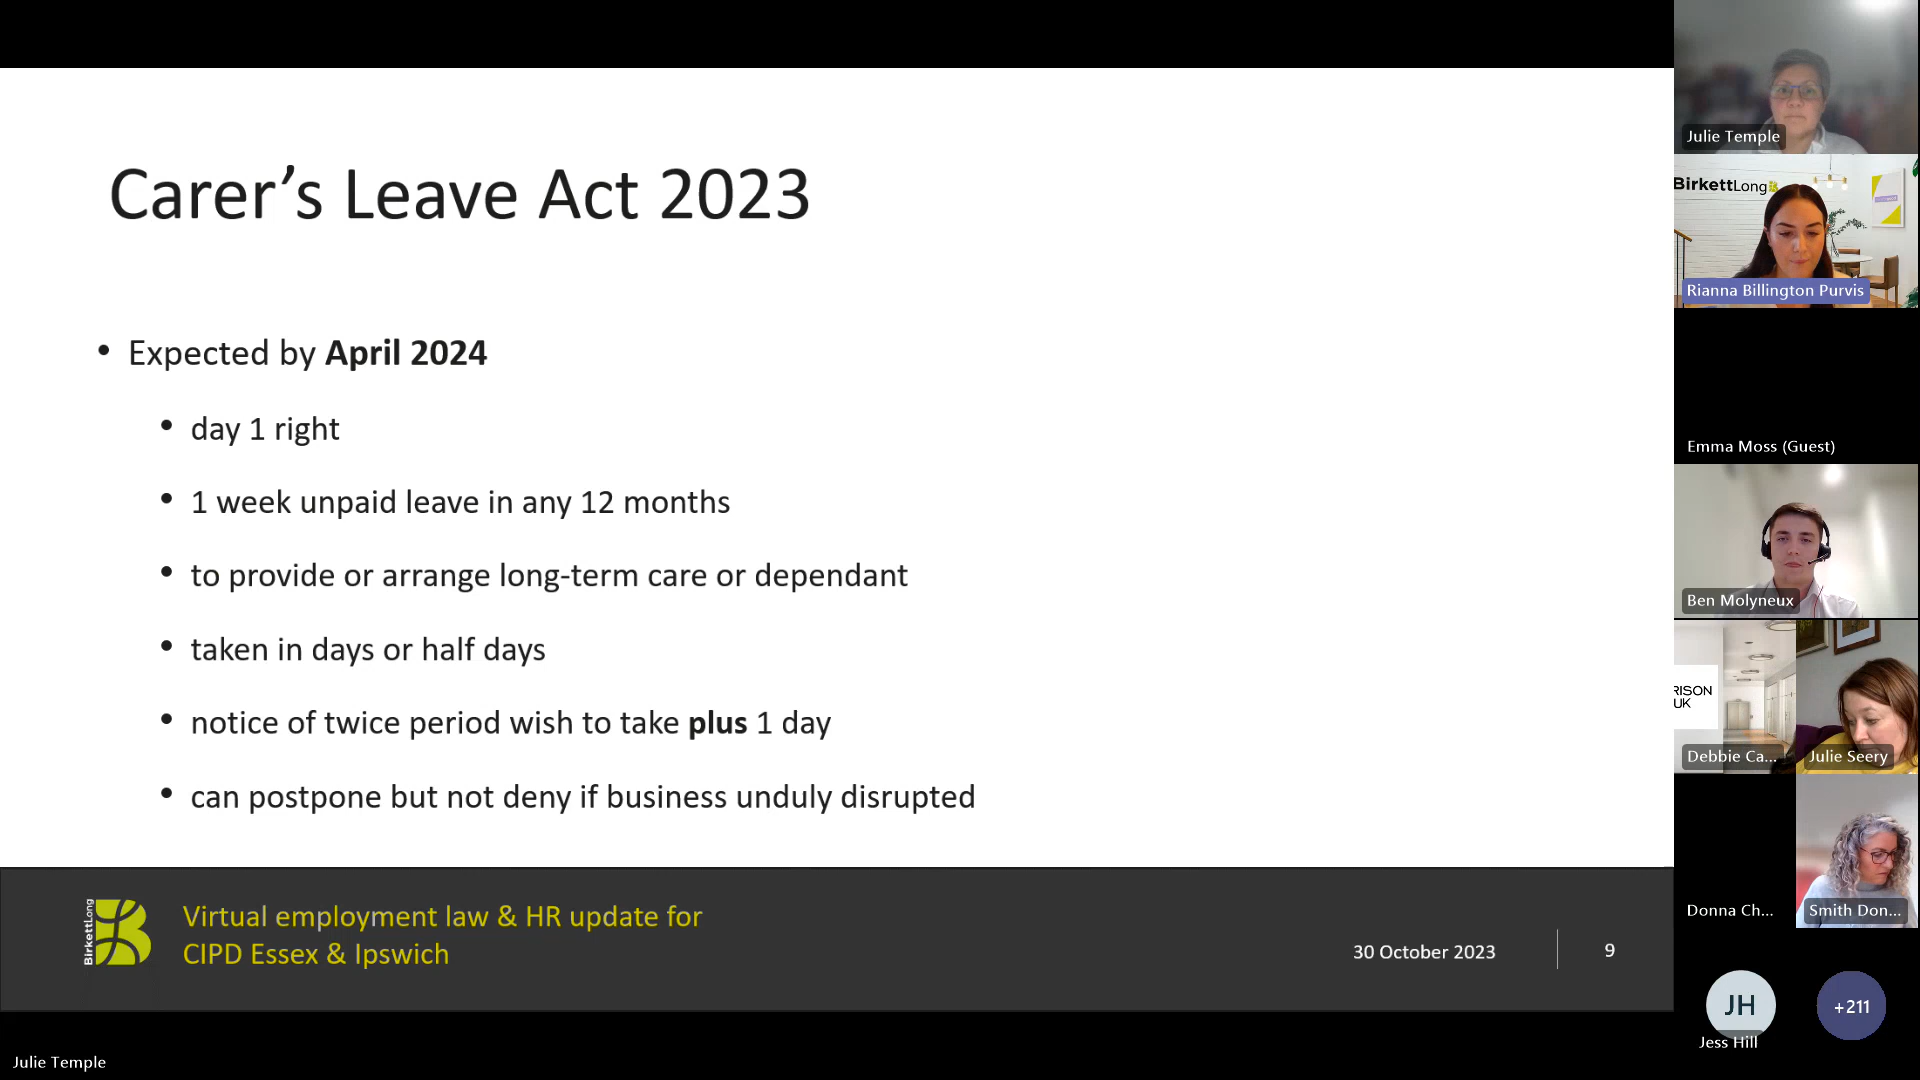 Carer’s Leave Act 2023
• Expected by April 2024
• day 1 right
• 1 week unpaid leave in any 12 months
• to provide or arrange long-term care or dependant
• taken in days or half days
• notice of twice period wish to take plus 1 day
• can postpone but not deny if business unduly disrupted
BirkettLong
Virtual employment law & HR update for
CIPD Essex & Ipswich
30 October 2023
9
Julie Temple
Julie Temple
BirkettLong
Rianna Billington Purvis
Emma Moss (Guest)
Ben Molyneux
RISON
UK
Debbie Ca...
Julie Seery
Donna Ch...
Smith Don...
JH
Jess Hill
+211